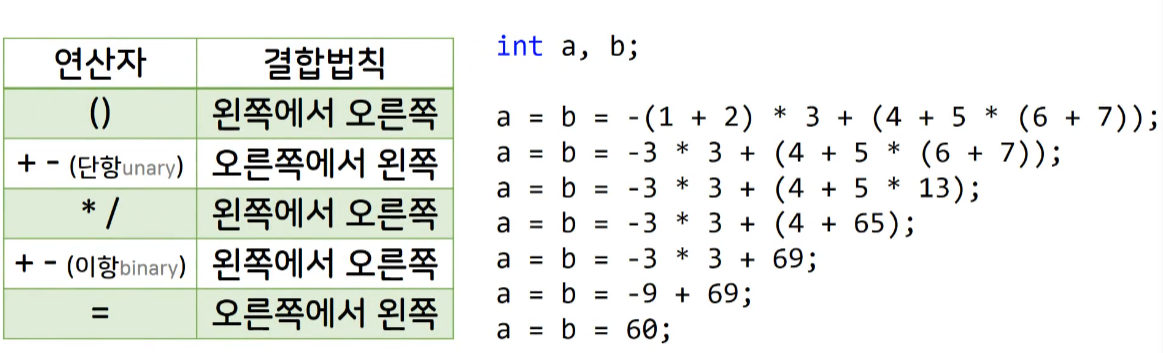 연산자 결합법칙
() 왼쪽에서 오른쪽
+ - (단항unary) 오른쪽에서 왼쪽
* / 왼쪽에서 오른쪽
+ - (이항binary) 왼쪽에서 오른쪽
= 오른쪽에서 왼쪽
int a, b;
a = b = -(1 + 2) * 3 + (4 + 5 * (6 + 7));
a = b = -3 * 3 + (4 + 5 * (6 + 7));
a = b = -3 * 3 + (4 + 5 * 13);
a = b = -3 * 3 + (4 + 65);
a = b = -3 * 3 + 69;
a = b = -9 + 69;
a = b = 60;